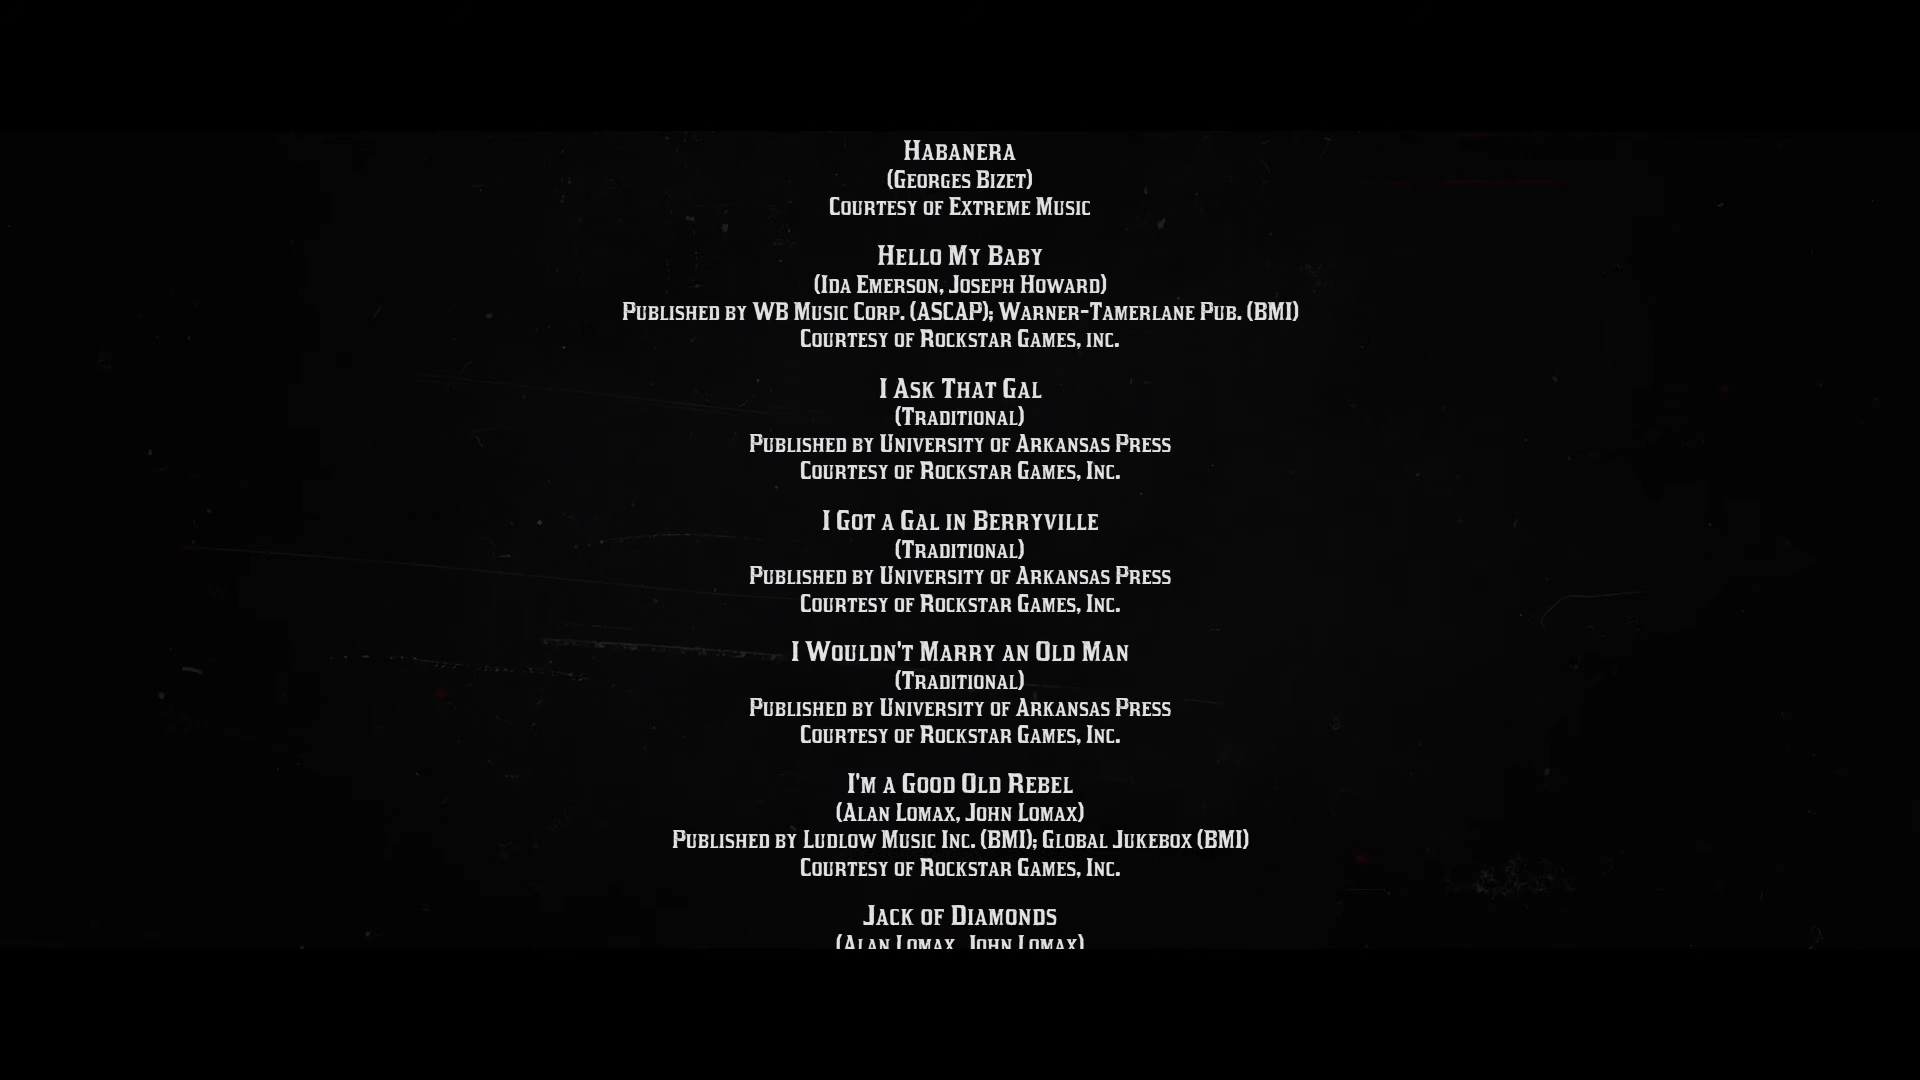 Habanera
(Georges Bizet)
Courtesy of Extreme Music
Hello My Baby
(Ida Emerson, Joseph Howard)
Published by WB Music Corp. (ASCAP); Warner-Tamerlane Pub. (BMI)
Courtesy of Rockstar Games, inc.
I Ask That Gal
(Traditional)
Published by University of Arkansas Press
Courtesy of Rockstar Games, Inc.
I Got a Gal in Berryville
(Traditional)
Published by University of Arkansas Press
Courtesy of Rockstar Games, Inc.
I Wouldn't Marry an Old Man
(Traditional)
Published by University of Arkansas Press
Courtesy of Rockstar Games, Inc.
I'm a Good Old Rebel
(Alan Lomax, John Lomax)
Published by Ludlow Music Inc. (BMI); Global Jukebox (BMI)
Courtesy of Rockstar Games, Inc.
Jack of Diamonds
(Alan Lomax, John Lomax)